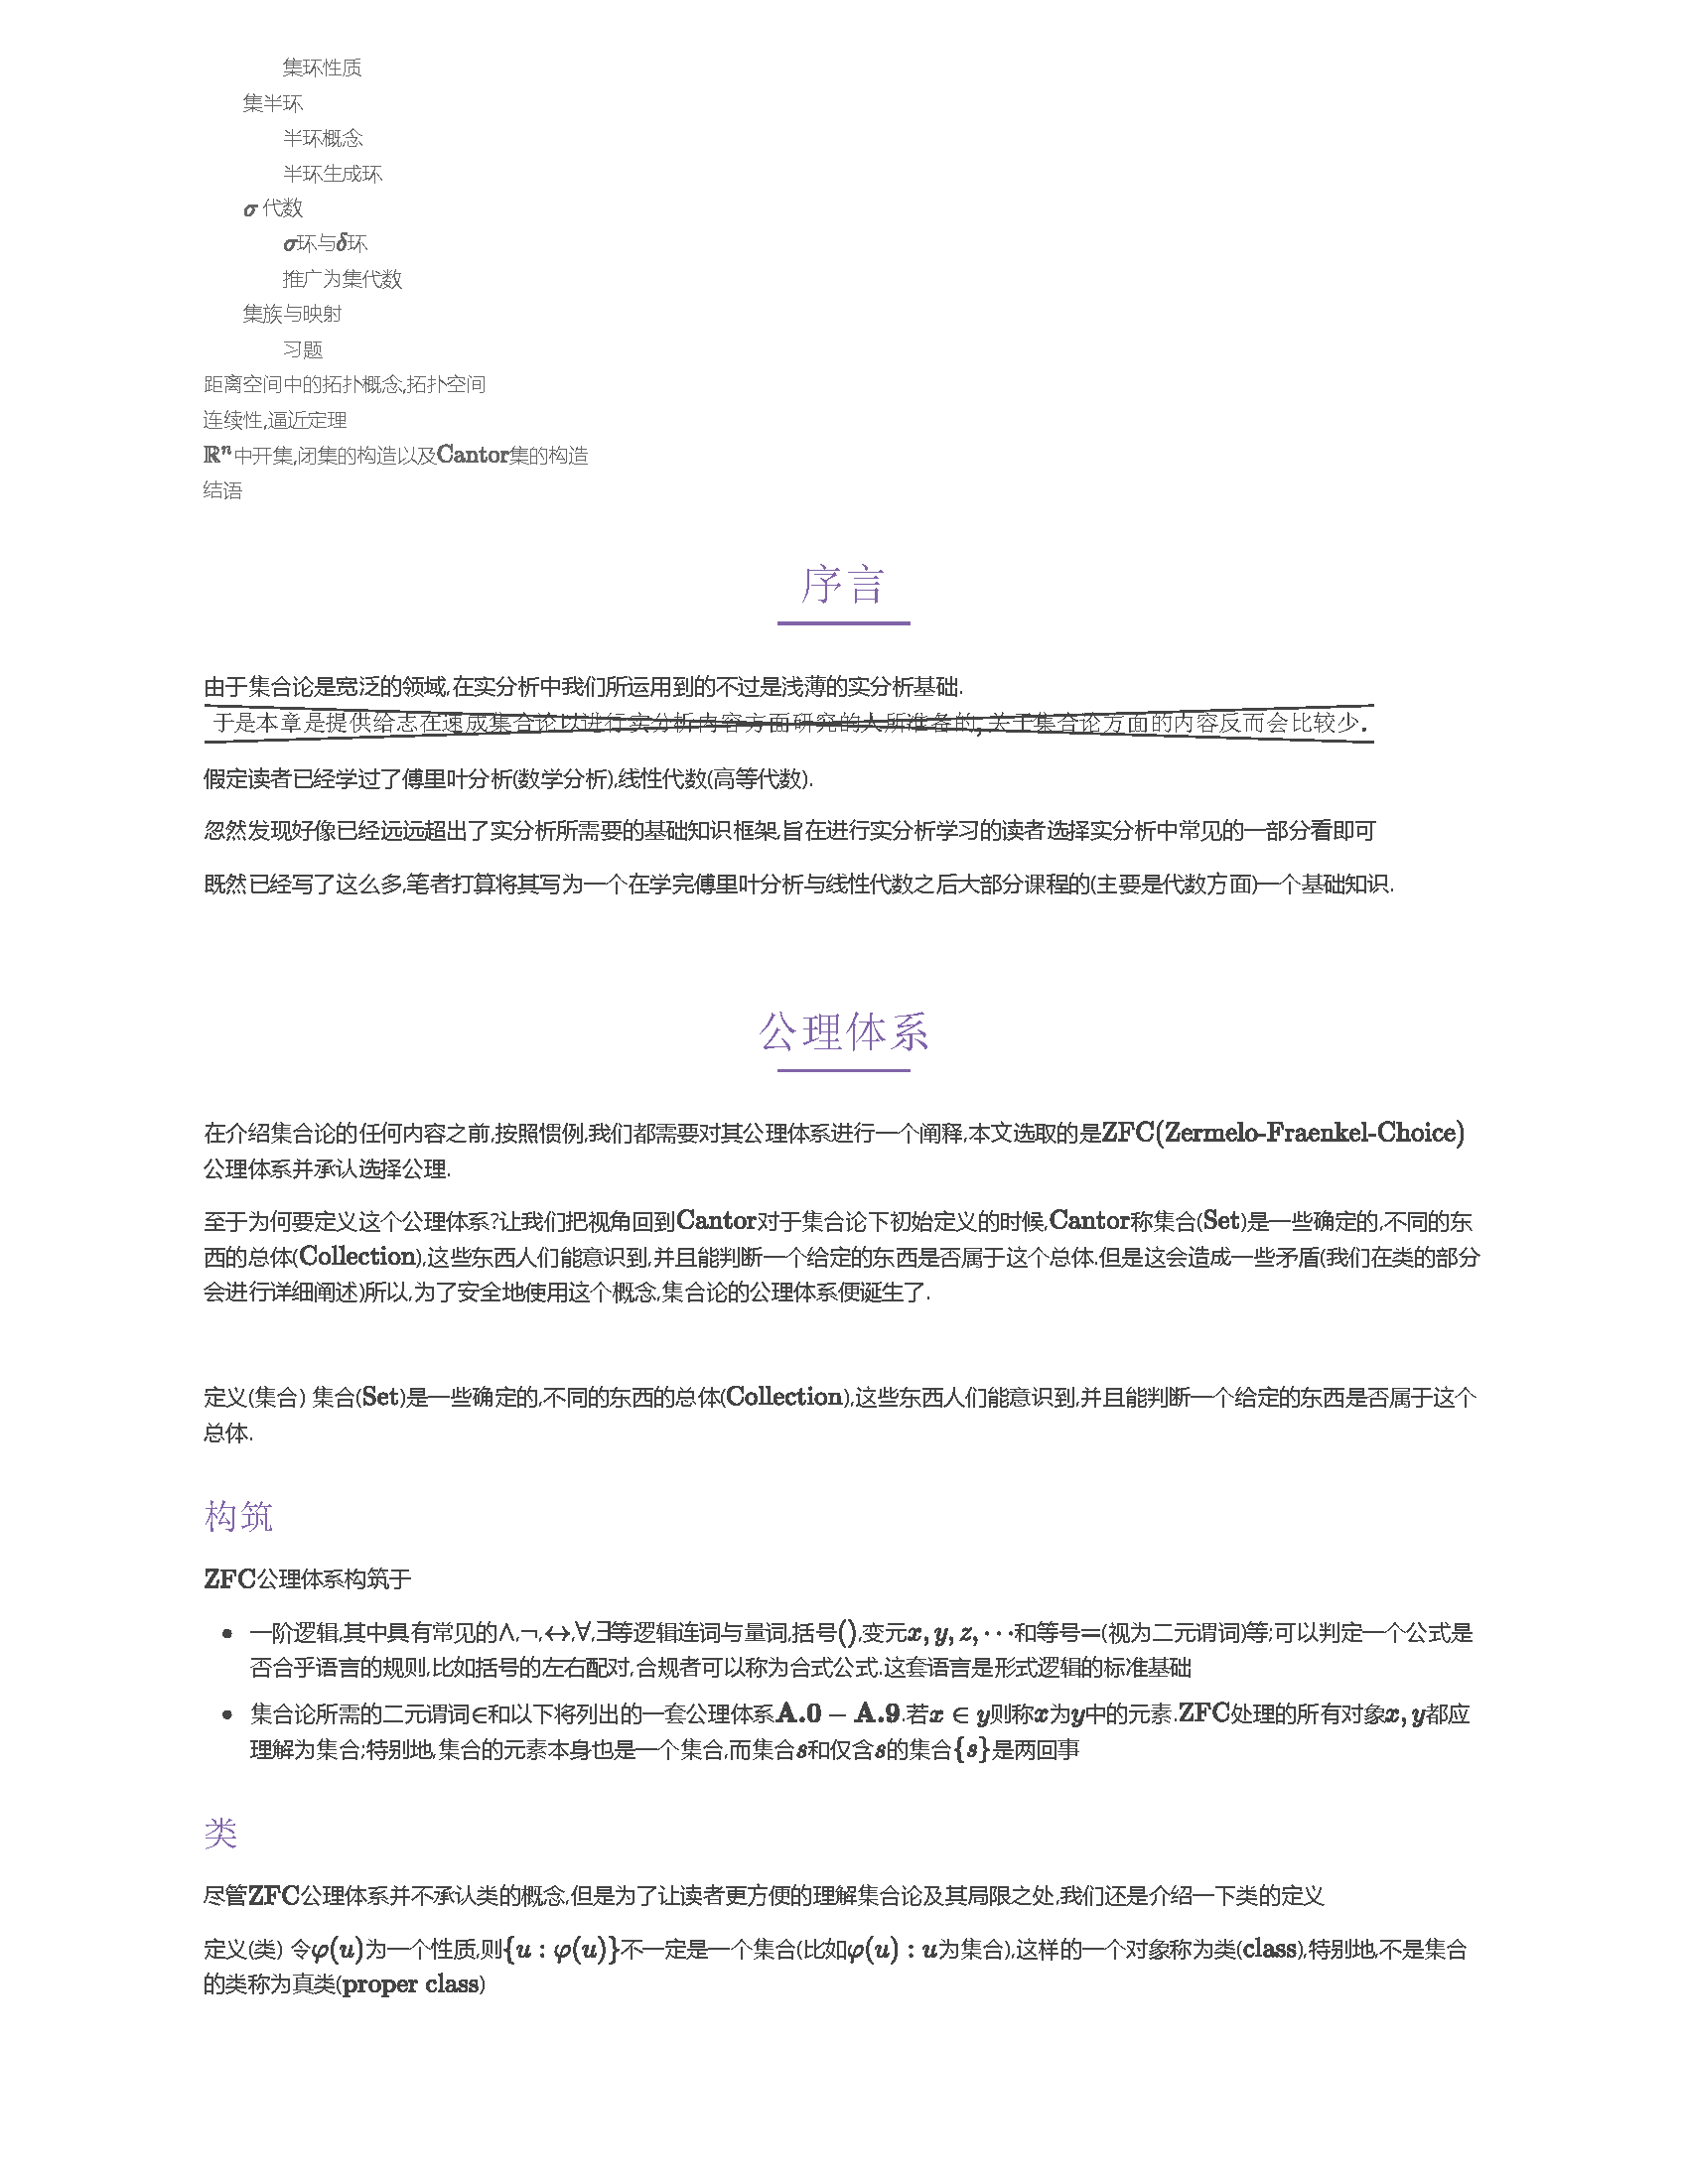 集环性质
集半环
半环概念
半环生成环
σ 代数
σ环与δ环
推广为集代数
集族与映射
习题
距离空间中的拓扑概念,拓扑空间
连续性,逼近定理
ℝⁿ中开集,闭集的构造以及Cantor集的构造
结语
序言
由于集合论是宽泛的领域,在实分析中我们所运用到的不过是浅薄的实分析基础.
于是本章是提供给志在速成集合论以进行实分析内容方面研究的人所准备的,关于集合论方面的内容反而会比较少.
假定读者已经学过了傅里叶分析(数学分析),线性代数(高等代数).
忽然发现好像已经远远超出了实分析所需要的基础知识框架,旨在进行实分析学习的读者选择实分析中常见的一部分看即可
既然已经写了这么多,笔者打算将其写为一个在学完傅里叶分析与线性代数之后大部分课程的(主要是代数方面)一个基础知识.
公理体系
在介绍集合论的任何内容之前,按照惯例,我们都需要对其公理体系进行一个阐释,本文选取的是ZFC(Zermelo-Fraenkel-Choice)
公理体系并承认选择公理.
至于为何要定义这个公理体系?让我们把视角回到Cantor对于集合论下初始定义的时候,Cantor称集合(Set)是一些确定的,不同的东
西的总体(Collection),这些东西人们能意识到,并且能判断一个给定的东西是否属于这个总体.但是这会造成一些矛盾(我们在类的部分
会进行详细阐述)所以,为了安全地使用这个概念,集合论的公理体系便诞生了.
定义(集合) 集合(Set)是一些确定的,不同的东西的总体(Collection),这些东西人们能意识到,并且能判断一个给定的东西是否属于这个
总体.
构筑
ZFC公理体系构筑于
• 一阶逻辑,其中具有常见的∧,¬,↔,∀,∃等逻辑连词与量词,括号(),变元x, y, z, ⋯和等号=(视为二元谓词)等;可以判定一个公式是
否合乎语言的规则,比如括号的左右配对,合规者可以称为合式公式.这套语言是形式逻辑的标准基础
• 集合论所需的二元谓词∈和以下将列出的一套公理体系A.0 − A.9.若x ∈ y则称x为y中的元素.ZFC处理的所有对象x, y都应
理解为集合;特别地,集合的元素本身也是一个集合,而集合s和仅含s的集合{s}是两回事
类
尽管ZFC公理体系并不承认类的概念,但是为了让读者更方便的理解集合论及其局限之处,我们还是介绍一下类的定义
定义(类) 令φ(u)为一个性质,则{u : φ(u)}不一定是一个集合(比如φ(u) : u为集合),这样的一个对象称为类(class),特别地,不是集合
的类称为真类(proper class)